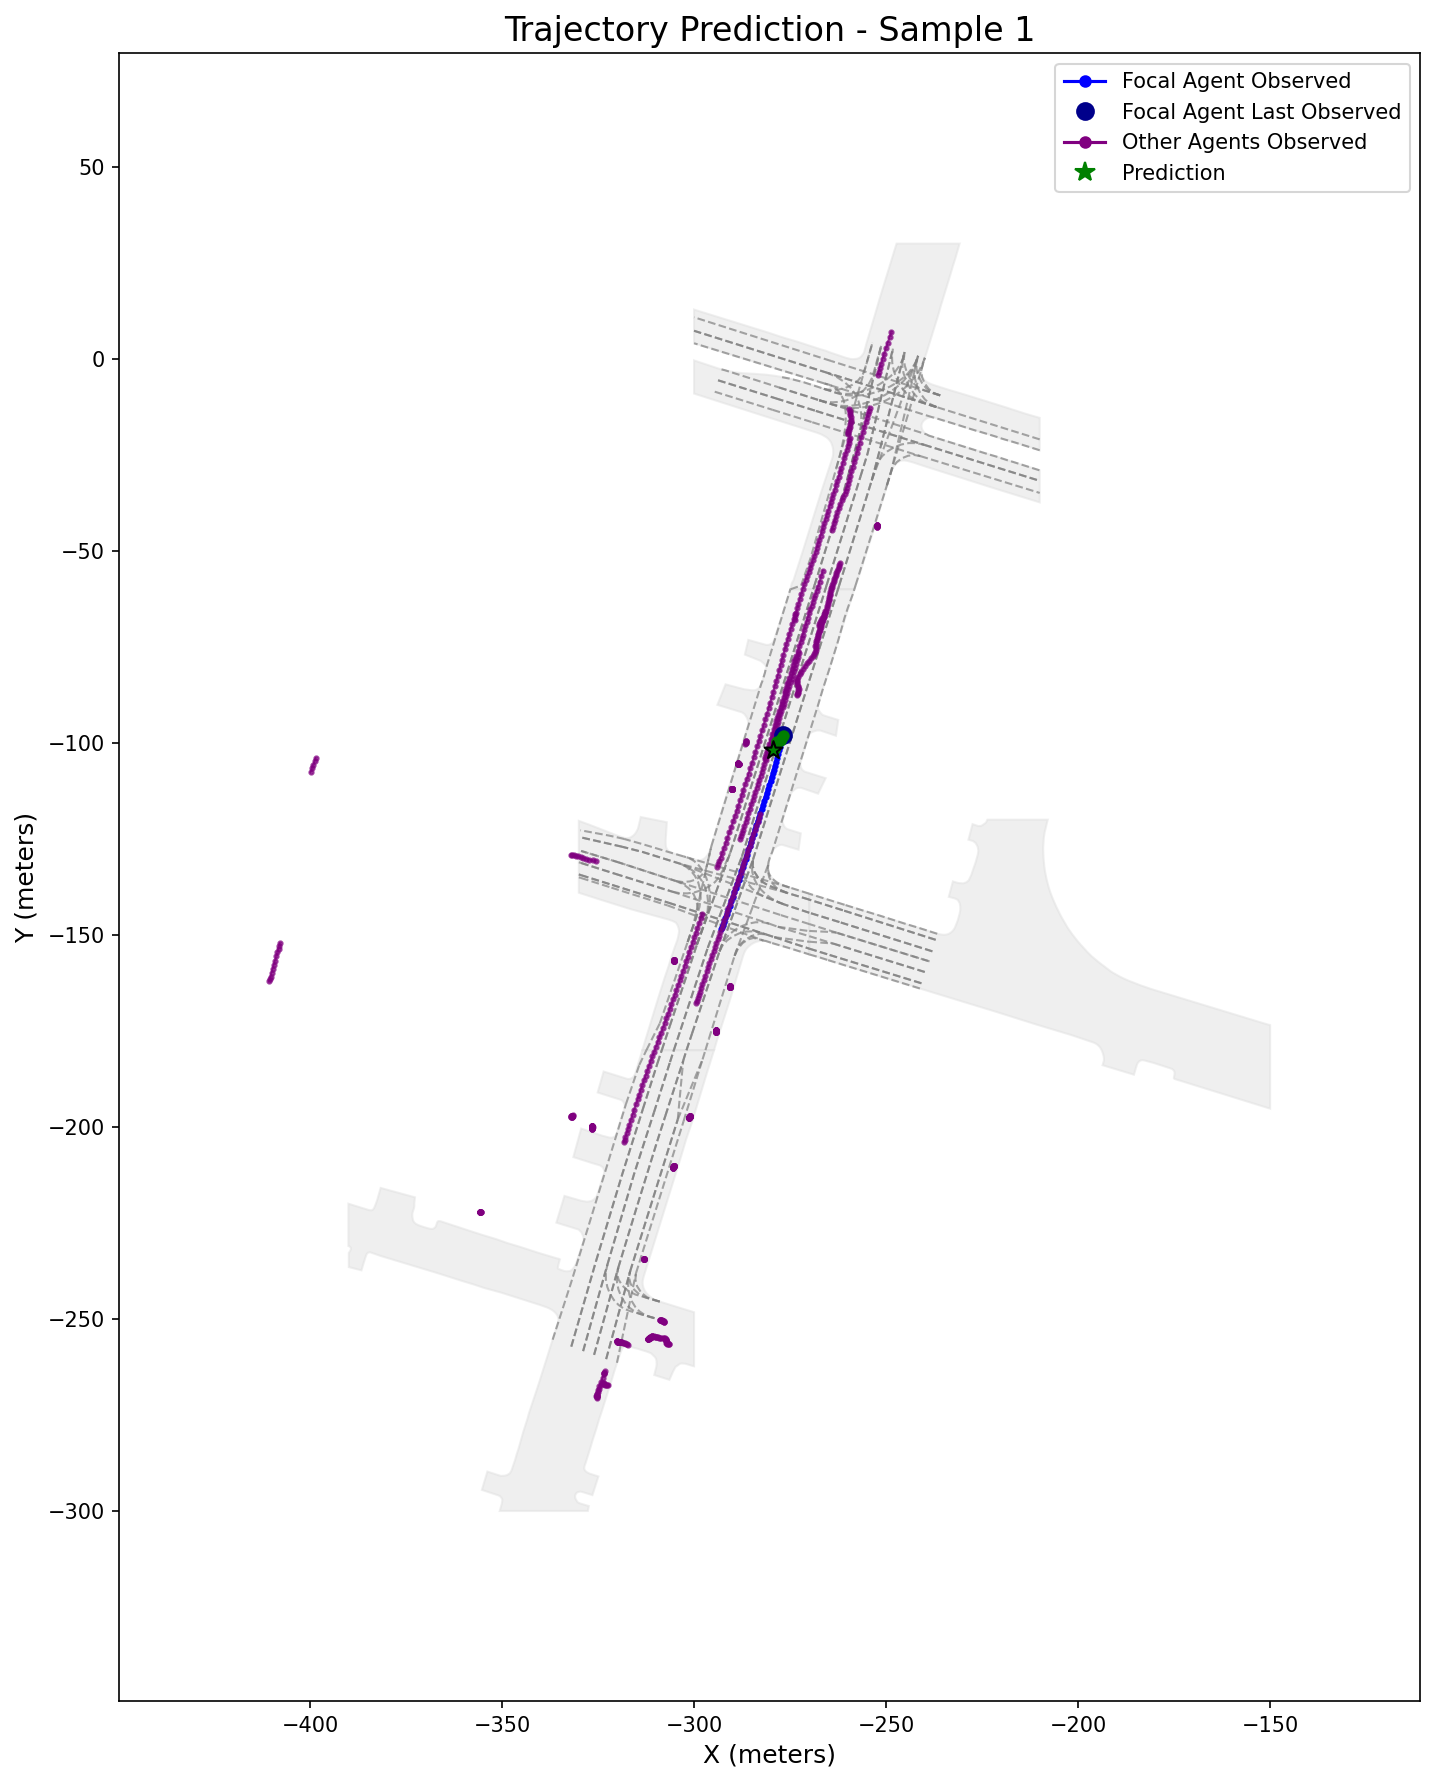 Trajectory Prediction - Sample 1
Focal Agent Observed
Focal Agent Last Observed
Other Agents Observed
Prediction
Y (meters)
50
0
−50
−100
−150
−200
−250
−300
−400
−350
−300
−250
−200
−150
X (meters)